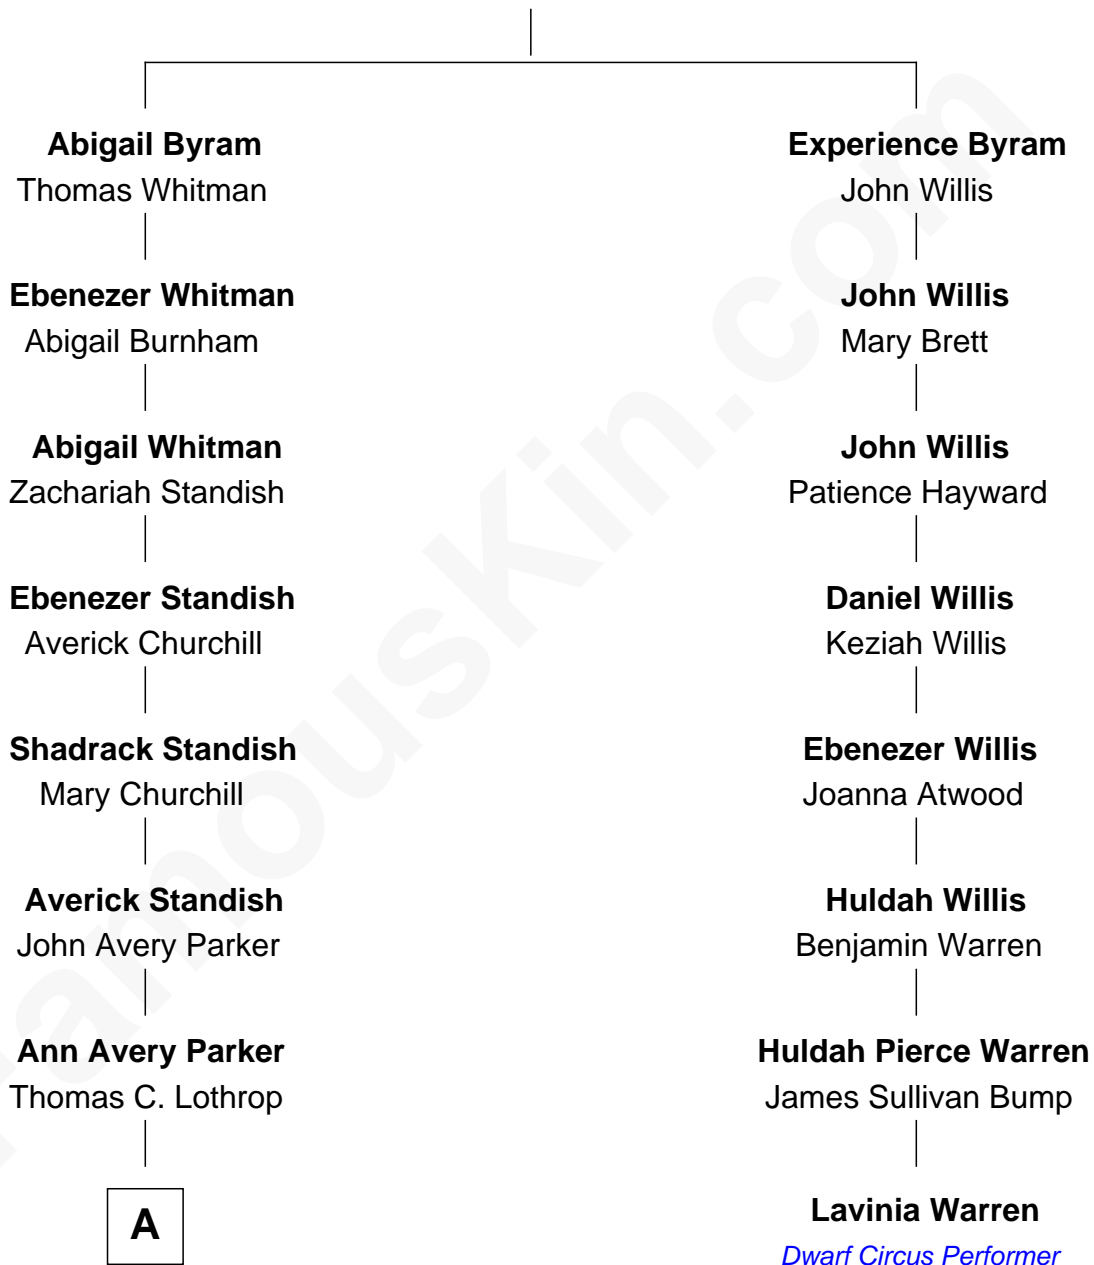 Abigail Byram
Thomas Whitman
Ebenezer Whitman
Abigail Burnham
Abigail Whitman
Zachariah Standish
Ebenezer Standish
Averick Churchill
Shadrack Standish
Mary Churchill
Averick Standish
John Avery Parker
Ann Avery Parker
Thomas C. Lothrop
A
Experience Byram
John Willis
John Willis
Mary Brett
John Willis
Patience Hayward
Daniel Willis
Keziah Willis
Ebenezer Willis
Joanna Atwood
Huldah Willis
Benjamin Warren
Huldah Pierce Warren
James Sullivan Bump
Lavinia Warren
Dwarf Circus Performer
FamousKin.com